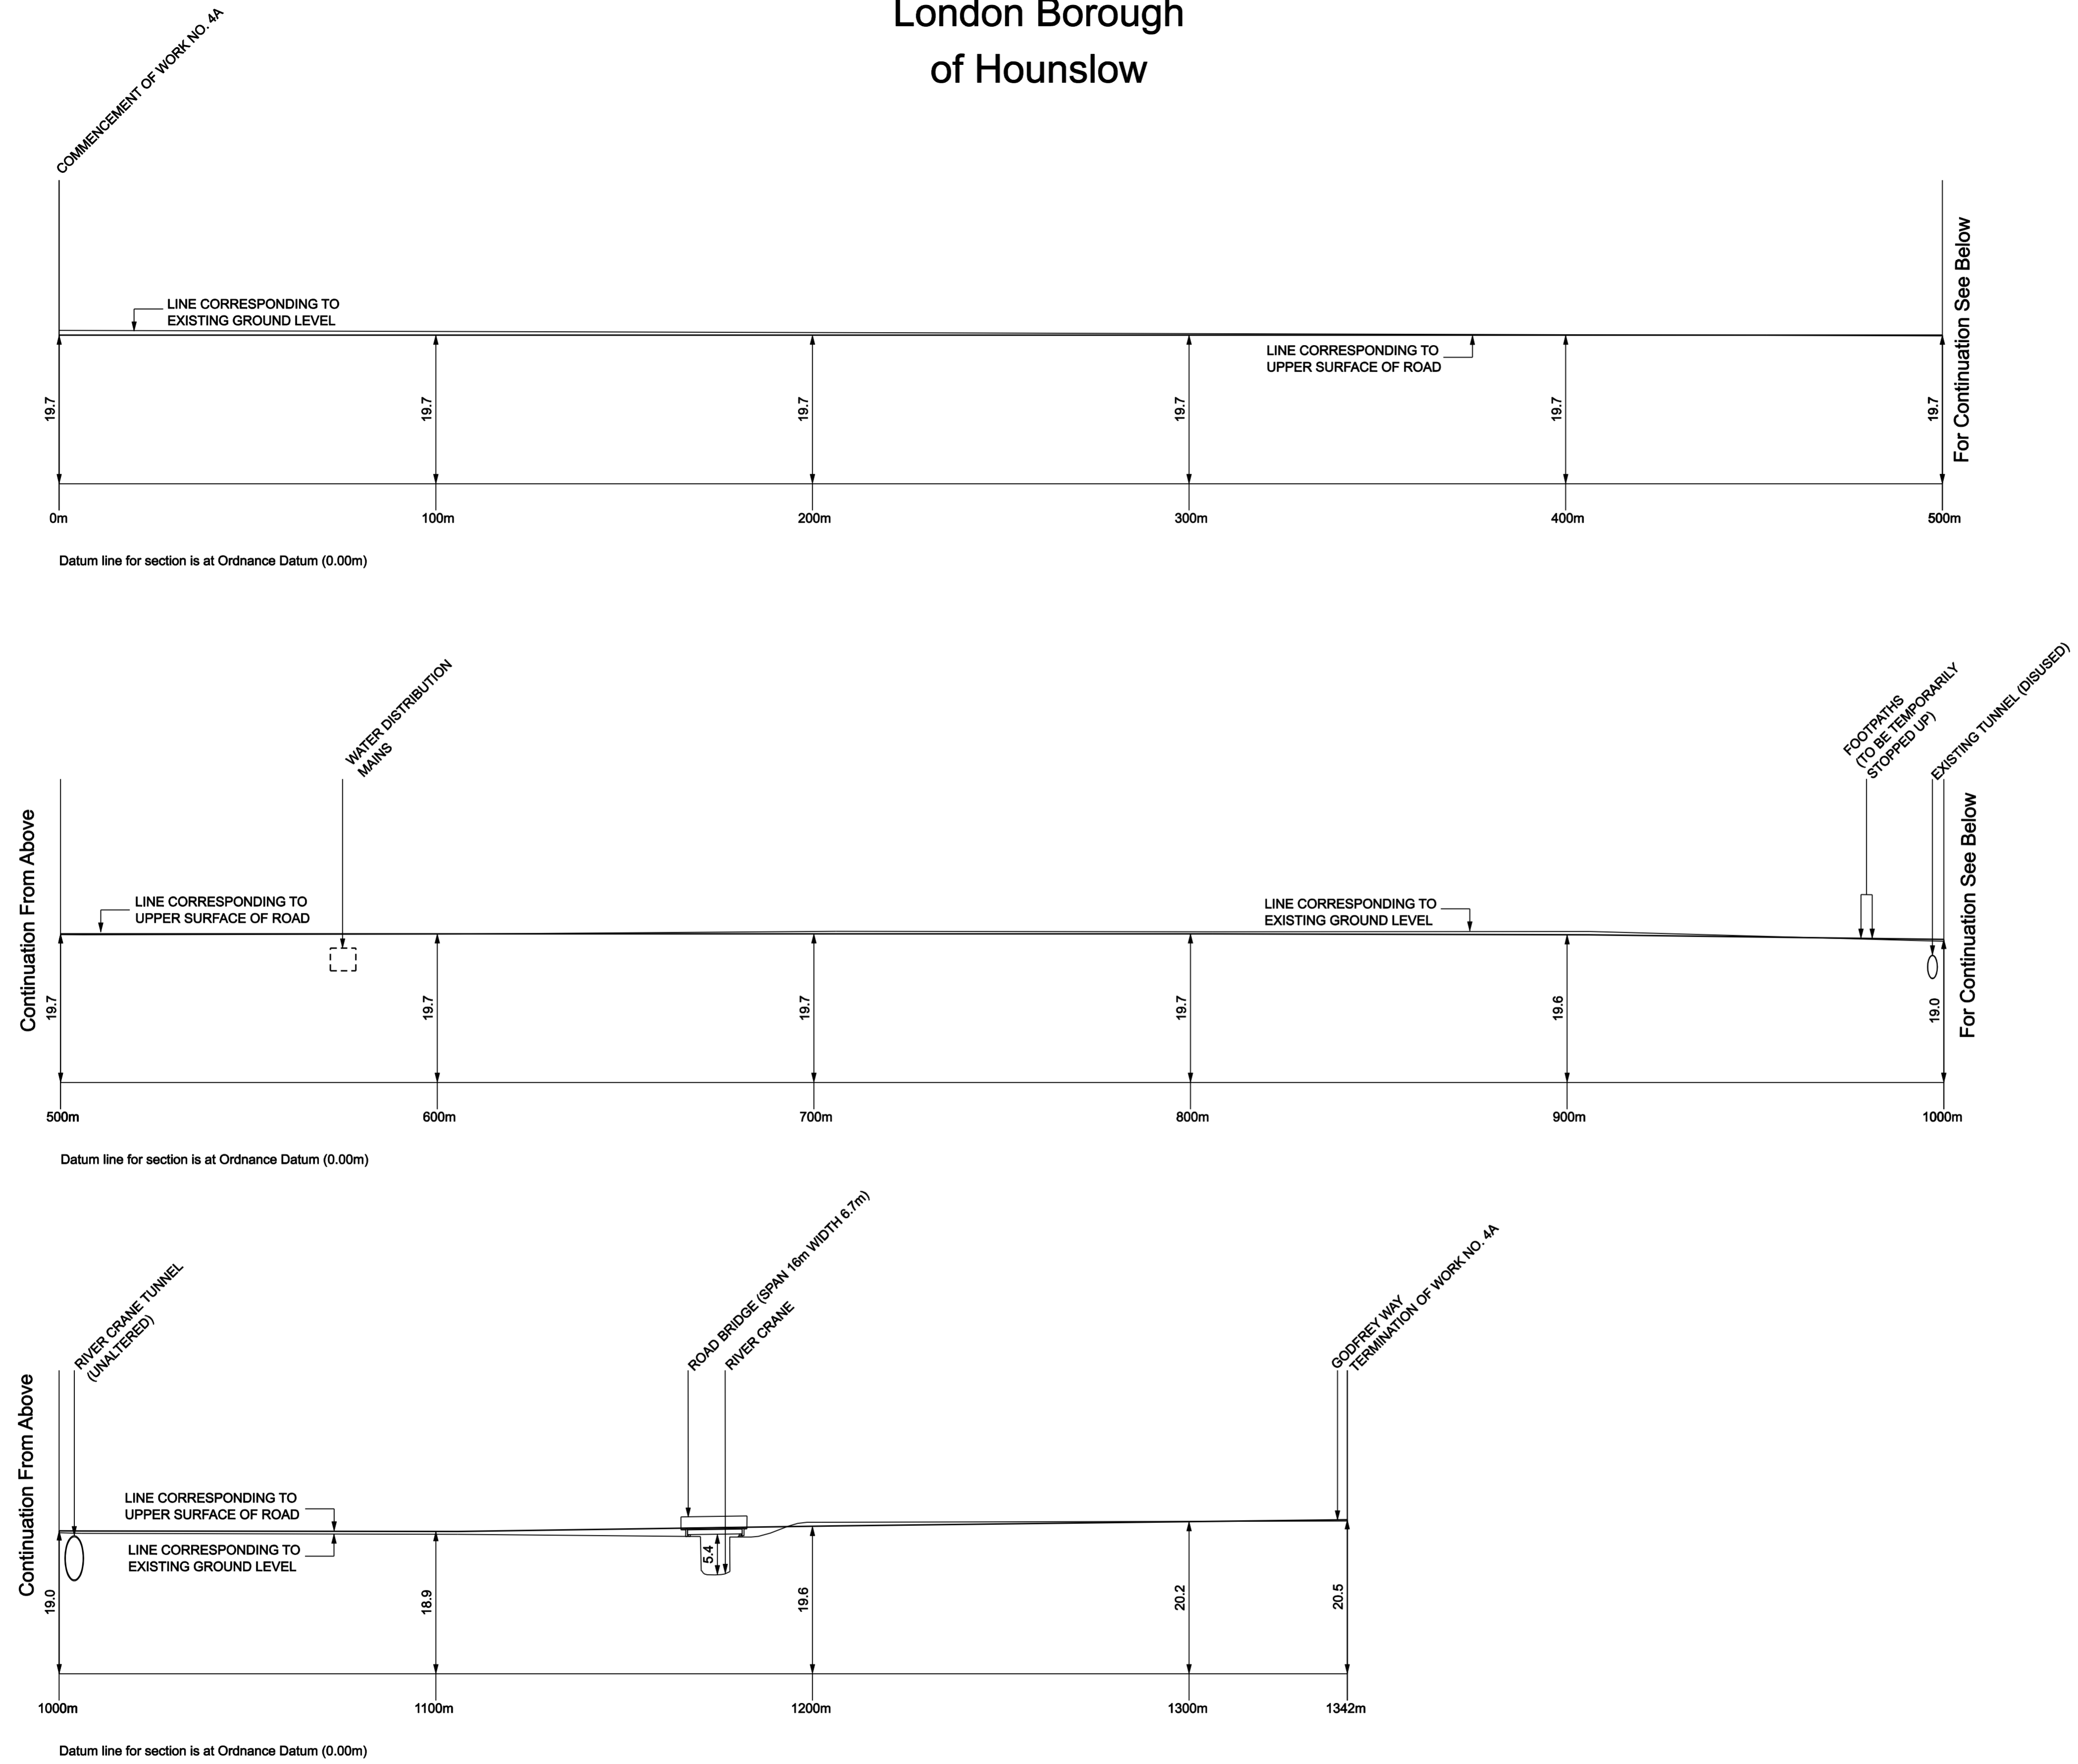 London Borough
of Hounslow
COMMENCEMENT OF WORK NO. 4A
LINE CORRESPONDING TO
EXISTING GROUND LEVEL
LINE CORRESPONDING TO
UPPER SURFACE OF ROAD
For Continuation See Below
19.7
19.7
19.7
19.7
19.7
19.7
0m
100m
200m
300m
400m
500m
Datum line for section is at Ordnance Datum (0.00m)
WATER DISTRIBUTION
MAINS
FOOTPATHS
(TO BE TEMPORARILY
STOPPED UP)
EXISTING TUNNEL (DISUSED)
Continuation From Above
LINE CORRESPONDING TO
UPPER SURFACE OF ROAD
LINE CORRESPONDING TO
EXISTING GROUND LEVEL
For Continuation See Below
19.7
19.7
19.7
19.7
19.6
19.0
500m
600m
700m
800m
900m
1000m
Datum line for section is at Ordnance Datum (0.00m)
RIVER CRANE TUNNEL
(UNALTERED)
ROAD BRIDGE (SPAN 16m WIDTH 6.7m)
RIVER CRANE
GODFREY WAY
TERMINATION OF WORK NO. 4A
Continuation From Above
LINE CORRESPONDING TO
UPPER SURFACE OF ROAD
LINE CORRESPONDING TO
EXISTING GROUND LEVEL
5.4
19.0
18.9
19.6
20.2
20.5
1000m
1100m
1200m
1300m
1342m
Datum line for section is at Ordnance Datum (0.00m)